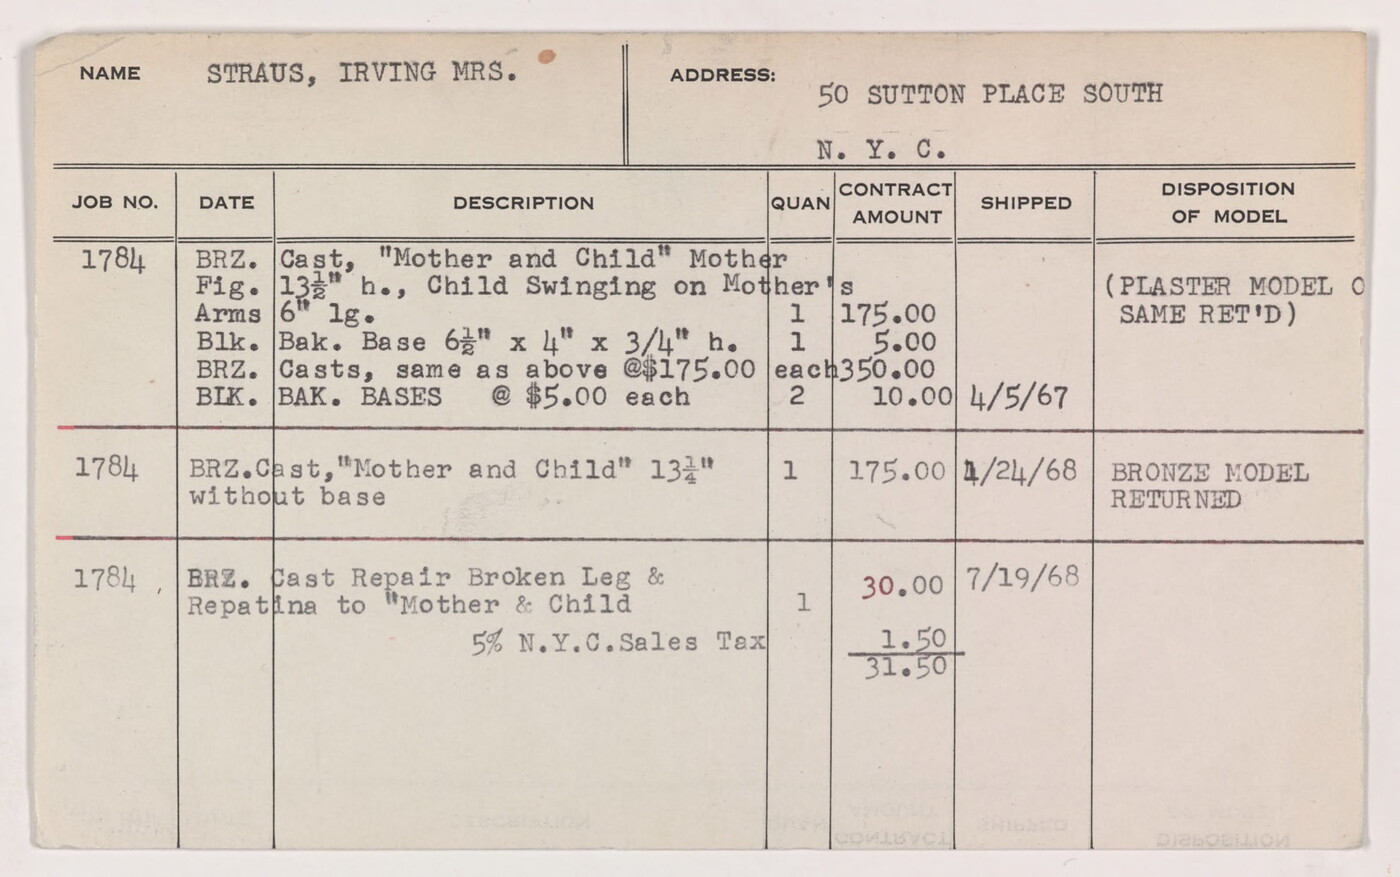 NAME STRAUS, IRVING MRS. ADDRESS: 50 SUTTON PLACE SOUTH
N. Y. C.
JOB NO. DATE DESCRIPTION QUAN CONTRACT AMOUNT SHIPPED DISPOSITION OF MODEL
1784 BRZ. Cast, "Mother and Child" Mother
Fig. 13½" h., Child Swinging on Mother's (PLASTER MODEL O
Arms 6" lg. 1 175.00 SAME RET'D)
Blk. Bak. Base 6½" x 4" x 3/4" h. 1 5.00
BRZ. Casts, same as above @$175.00 each 350.00
BLK. BAK. BASES @ $5.00 each 2 10.00 4/5/67
1784 BRZ.Cast,"Mother and Child" 13¼" 1 175.00 1/24/68 BRONZE MODEL
without base RETURNED
1784 BRZ. Cast Repair Broken Leg & 30.00 7/19/68
Repatina to "Mother & Child 1
5% N.Y.C.Sales Tax 1.50
31.50